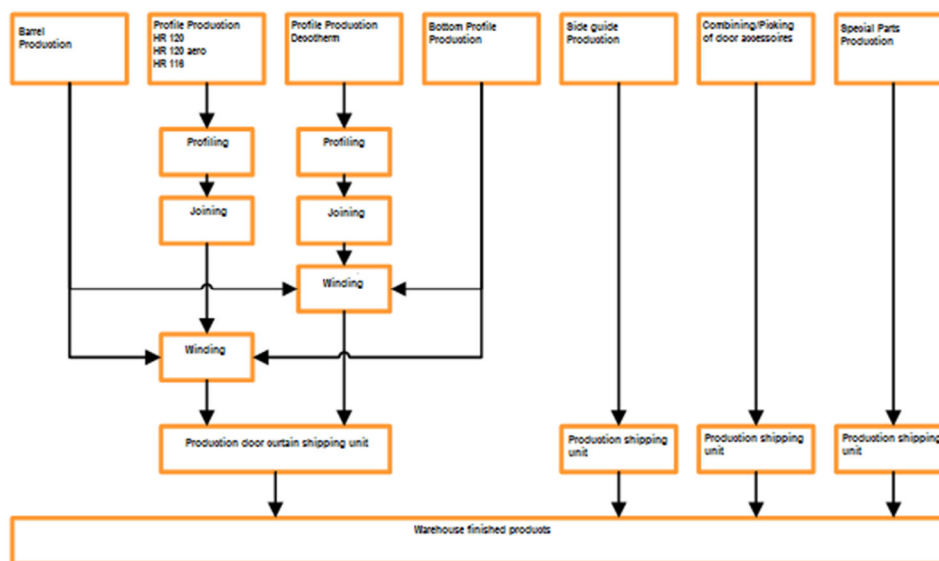 Barrel
Production
Profile Production
HR 120
HR 120 aero
HR 116
Profile Production
Decotherm
Bottom Profile
Production
Side guide
Production
Combining/Picking
of door assessoires
Special Parts
Production
Profiling
Profiling
Joining
Joining
Winding
Winding
Production door curtain shipping unit
Production shipping
unit
Production shipping
unit
Production shipping
unit
Warehouse finished products